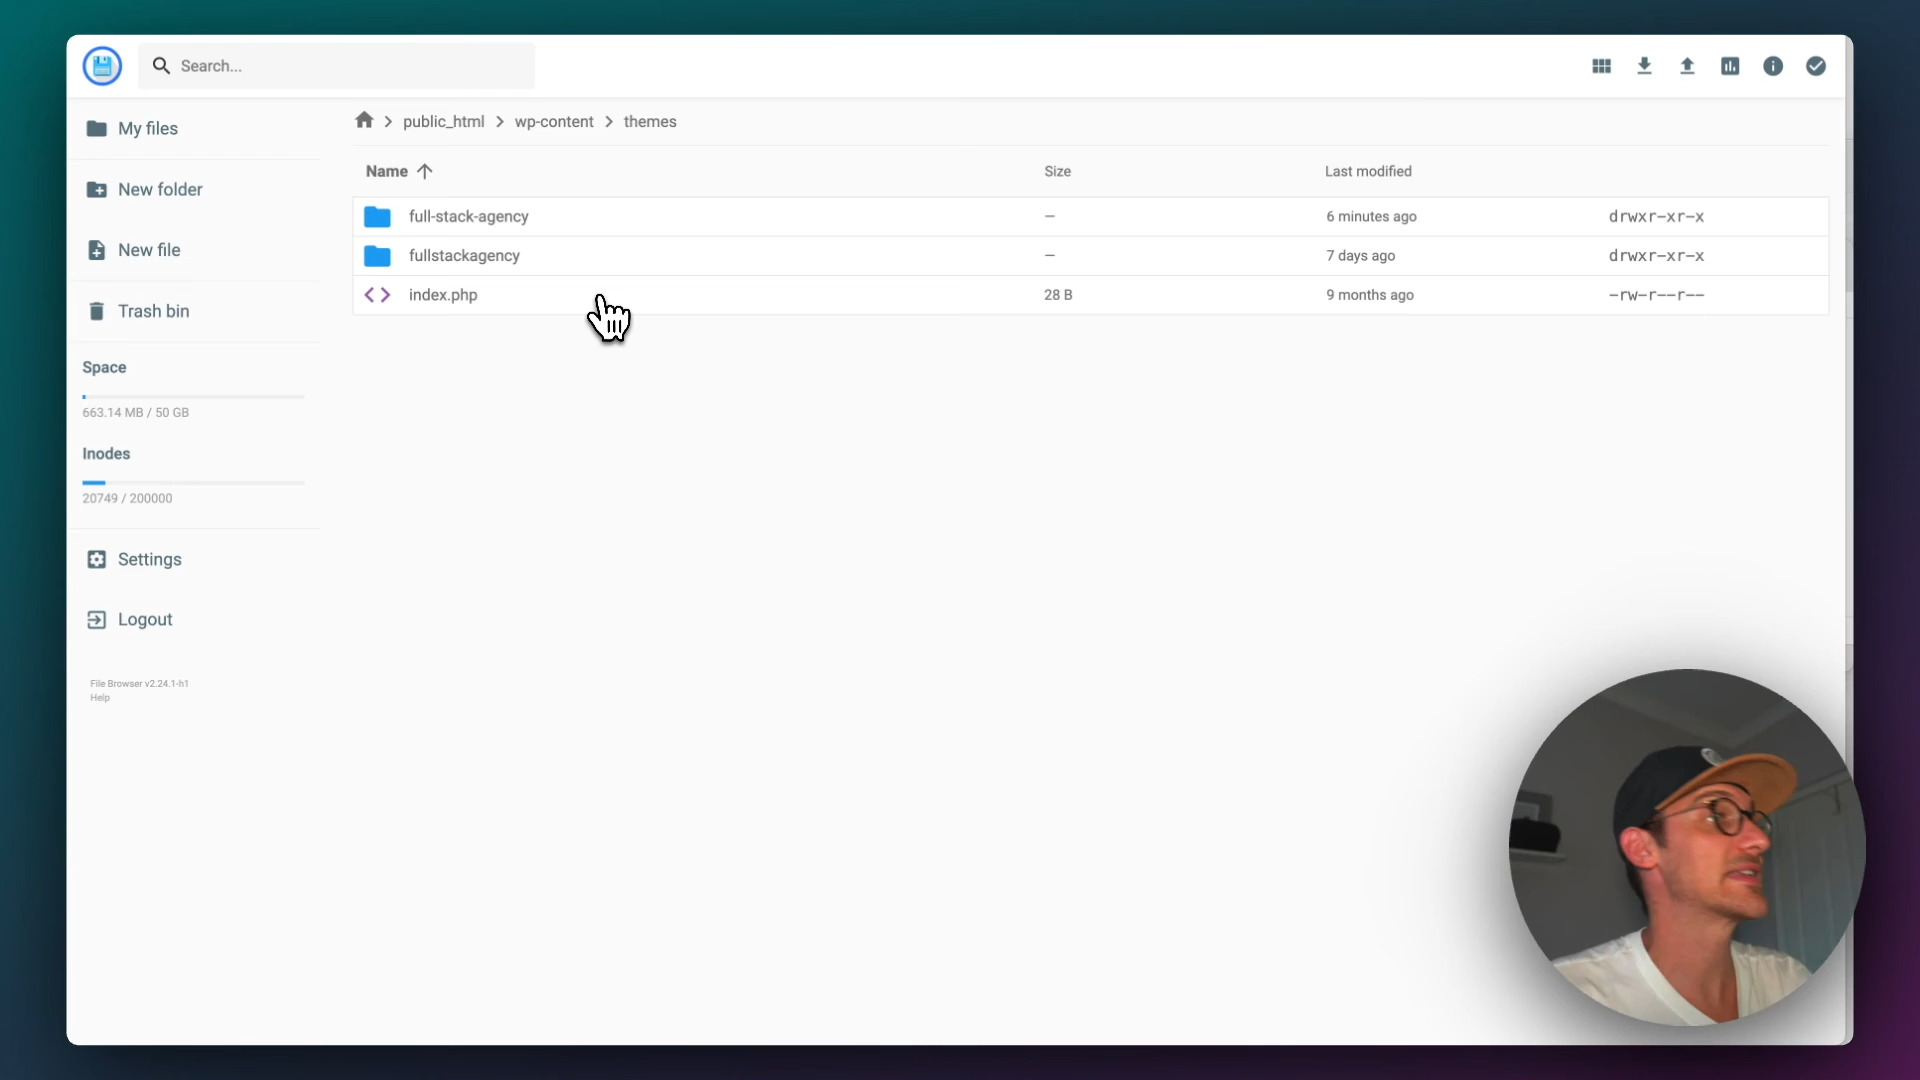 Search...
My files
New folder
New file
Trash bin
Space
663.14 MB / 50 GB
Inodes
20749 / 200000
Settings
Logout
File Browser v2.24.1-h1
Help
public_html > wp-content > themes
Name Size Last modified
full-stack-agency — 6 minutes ago drwxr-xr-x
fullstackagency — 7 days ago drwxr-xr-x
index.php 28 B 9 months ago -rw-r--r--